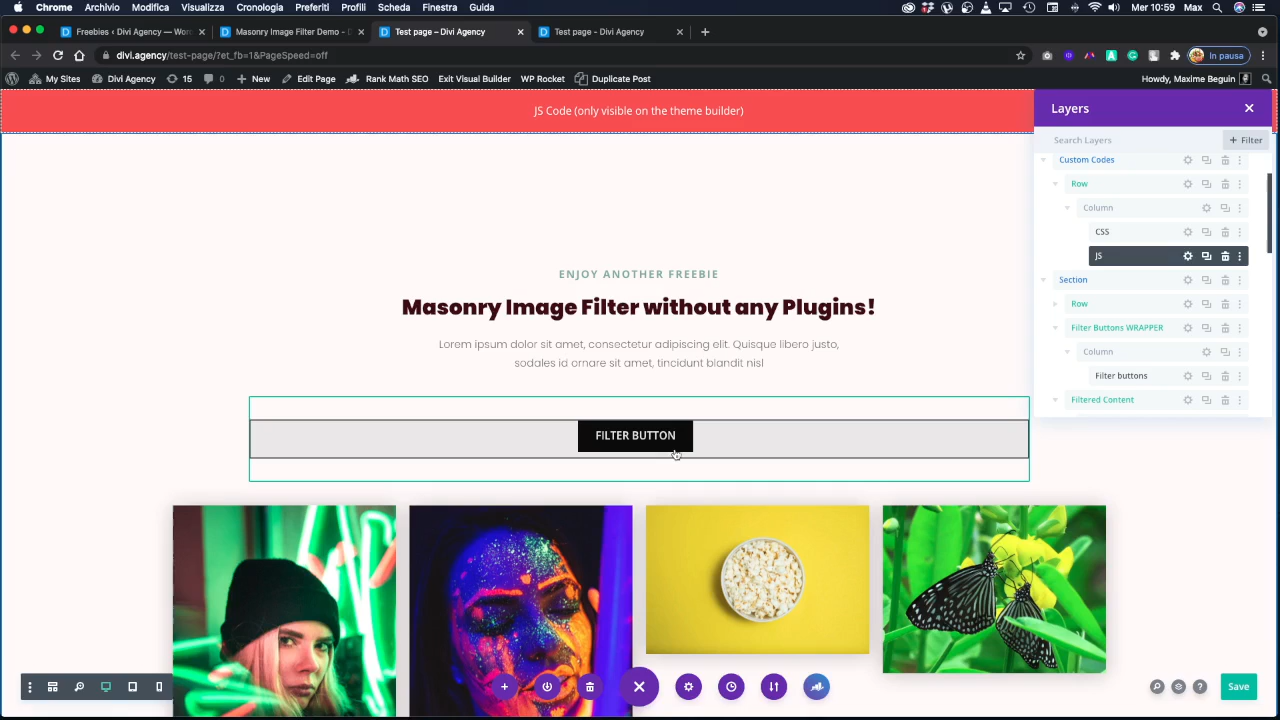 Chrome Archivio Modifica Visualizza Cronologia Preferiti Profili Scheda Finestra Guida Mer 10:59
Freebies ‹ Divi Agency — Wor Masonry Image Filter Demo - D Test page – Divi Agency Test page - Divi Agency
divi.agency/test-page/?et_fb=1&PageSpeed=off In pausa
My Sites Divi Agency 15 0 New Edit Page Rank Math SEO Exit Visual Builder WP Rocket Duplicate Post Howdy, Maxime Beguin
JS Code (only visible on the theme builder)
Layers
Search Layers + Filter
Custom Codes
Row
Column
CSS
JS
Section
Row
Filter Buttons WRAPPER
Column
Filter buttons
Filtered Content
ENJOY ANOTHER FREEBIE
Masonry Image Filter without any Plugins!
Lorem ipsum dolor sit amet, consectetur adipiscing elit. Quisque libero justo,
sodales id ornare sit amet, tincidunt blandit nisl
FILTER BUTTON
Save